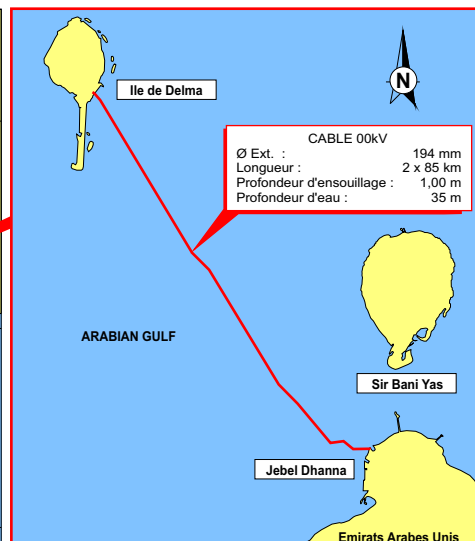 Ile de Delma
N
CABLE 00kV
Ø Ext. : 194 mm
Longueur : 2 x 85 km
Profondeur d'ensouillage : 1,00 m
Profondeur d'eau : 35 m
ARABIAN GULF
Sir Bani Yas
Jebel Dhanna
Emirats Arabes Unis